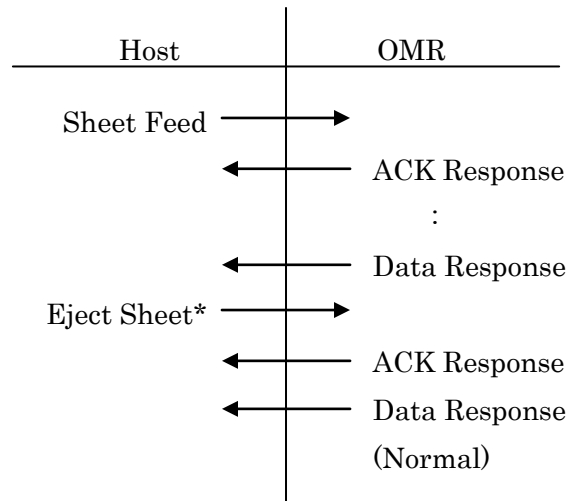 Host OMR
Sheet Feed
ACK Response
:
Data Response
Eject Sheet*
ACK Response
Data Response
(Normal)